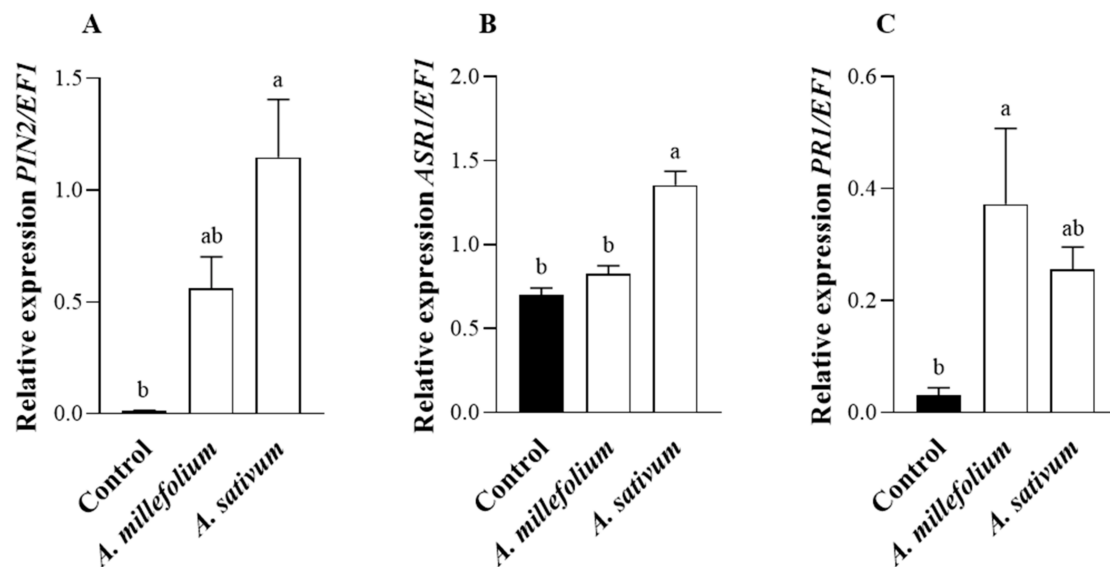 A
Relative expression PIN2/EF1
1.5
1.0
0.5
0.0
b
ab
a
Control
A. millefolium
A. sativum
B
Relative expression ASR1/EF1
2.0
1.5
1.0
0.5
0.0
b
b
a
Control
A. millefolium
A. sativum
C
Relative expression PR1/EF1
0.6
0.4
0.2
0.0
b
a
ab
Control
A. millefolium
A. sativum